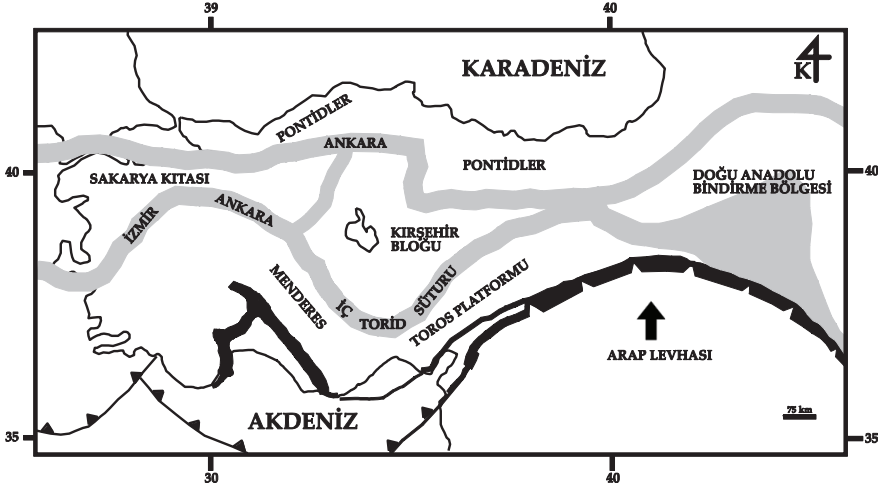 39
40
KARADENİZ
K
PONTİDLER
ANKARA
PONTİDLER
40
40
SAKARYA KITASI
DOĞU ANADOLU
BİNDİRME BÖLGESİ
İZMİR
ANKARA
KIRŞEHİR
BLOĞU
MENDERES
İÇ
TORİD
SÜTURU
TOROS PLATFORMU
ARAP LEVHASI
AKDENİZ
75 km
35
35
30
40